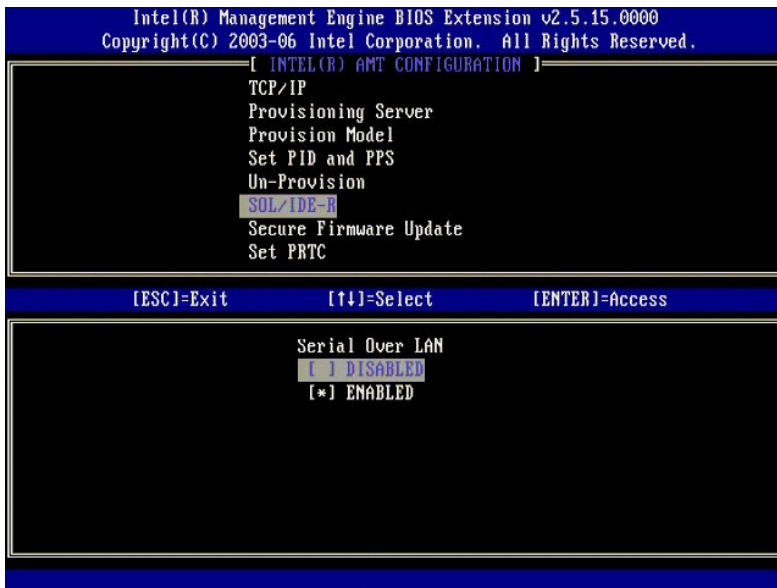 Intel(R) Management Engine BIOS Extension v2.5.15.0000
Copyright(C) 2003-06 Intel Corporation. All Rights Reserved.
[ INTEL(R) AMT CONFIGURATION ]
TCP/IP
Provisioning Server
Provision Model
Set PID and PPS
Un-Provision
SOL/IDE-R
Secure Firmware Update
Set PRTC
[ESC]=Exit [↑↓]=Select [ENTER]=Access
Serial Over LAN
[ ] DISABLED
[*] ENABLED